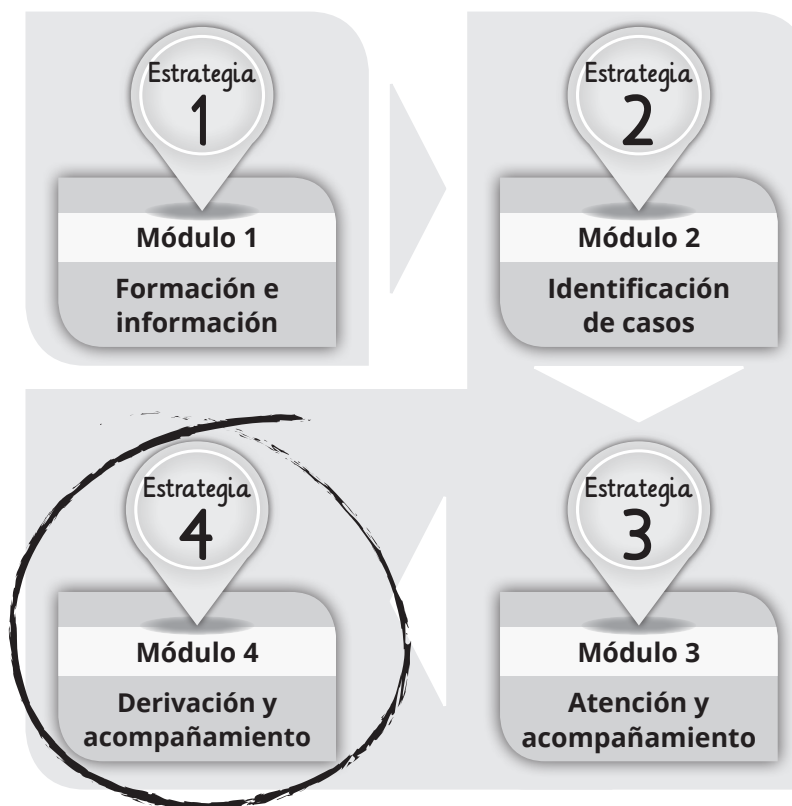 Estrategia
1
Módulo 1
Formación e
información
Estrategia
2
Módulo 2
Identificación
de casos
Estrategia
3
Módulo 3
Atención y
acompañamiento
Estrategia
4
Módulo 4
Derivación y
acompañamiento